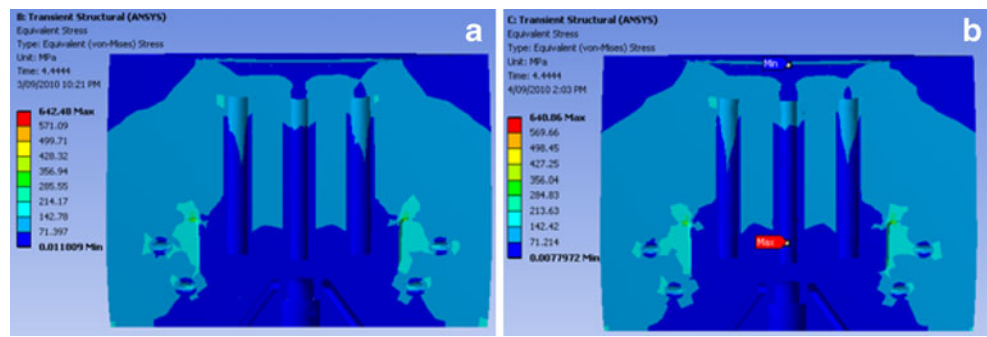 B: Transient Structural (ANSYS)
Equivalent Stress
Type: Equivalent (von-Mises) Stress
Unit: MPa
Time: 4.4444
3/09/2010 10:21 PM
642.48 Max
571.09
499.71
428.32
356.94
285.55
214.17
142.78
71.397
0.011809 Min
a
C: Transient Structural (ANSYS)
Equivalent Stress
Type: Equivalent (von-Mises) Stress
Unit: MPa
Time: 4.4444
4/09/2010 2:03 PM
640.86 Max
569.66
498.45
427.25
356.04
284.83
213.63
142.42
71.214
0.0077972 Min
b
Min
Max